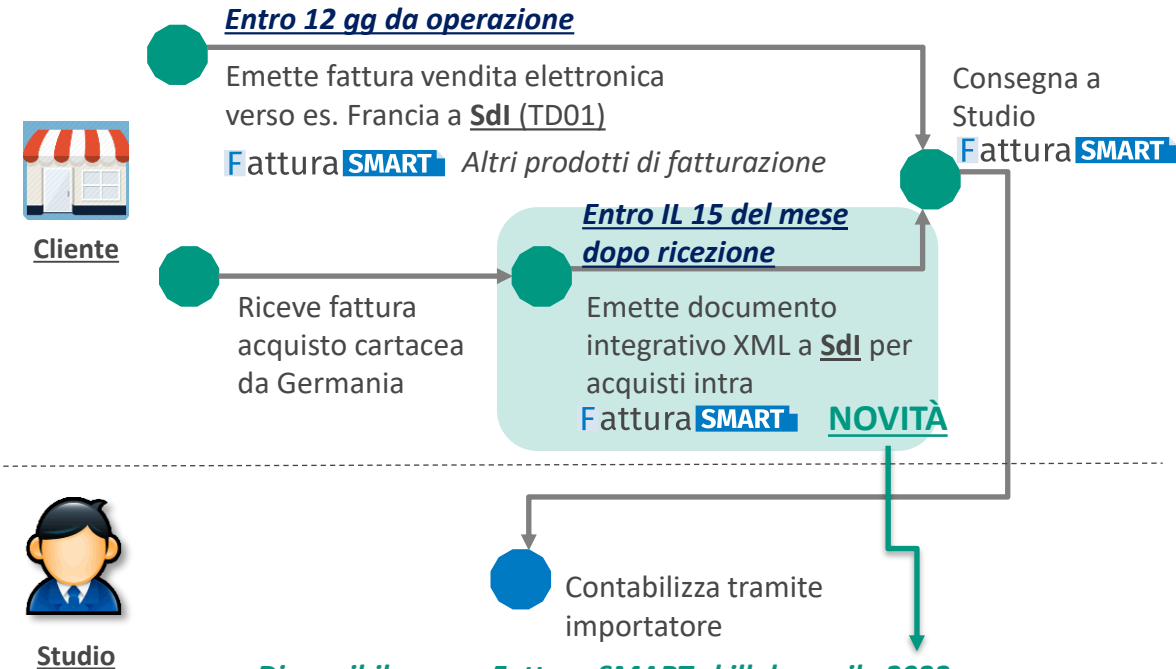 Entro 12 gg da operazione
Emette fattura vendita elettronica
verso es. Francia a SdI (TD01)
Fattura SMART Altri prodotti di fatturazione
Consegna a
Studio
Fattura SMART
Cliente
Entro IL 15 del mese
dopo ricezione
Riceve fattura
acquisto cartacea
da Germania
Emette documento
integrativo XML a SdI per
acquisti intra
Fattura SMART NOVITÀ
Contabilizza tramite
importatore
Studio
Fattura SMART